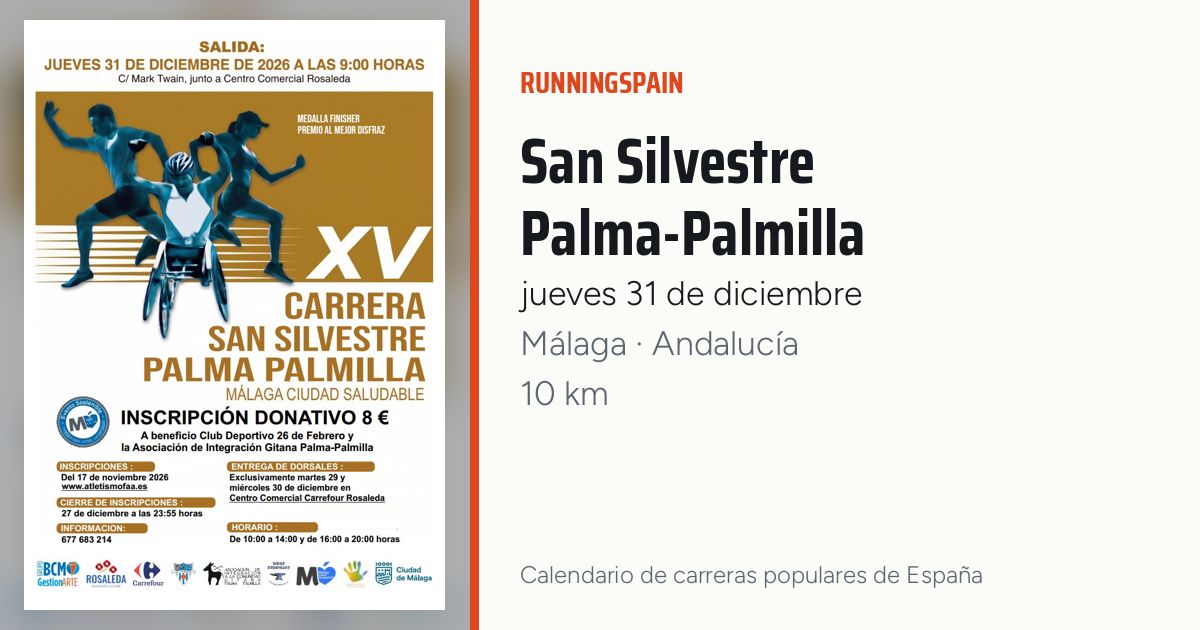 SALIDA:
JUEVES 31 DE DICIEMBRE DE 2026 A LAS 9:00 HORAS
C/ Mark Twain, junto a Centro Comercial Rosaleda
MEDALLA FINISHER
PREMIO AL MEJOR DISFRAZ
XV
CARRERA
SAN SILVESTRE
PALMA PALMILLA
MÁLAGA CIUDAD SALUDABLE
INSCRIPCIÓN DONATIVO 8 €
A beneficio Club Deportivo 26 de Febrero y
la Asociación de Integración Gitana Palma-Palmilla
INSCRIPCIONES :
Del 17 de noviembre 2026
www.atletismofaa.es
CIERRE DE INSCRIPCIONES :
27 de diciembre a las 23:55 horas
INFORMACION:
677 683 214
ENTREGA DE DORSALES :
Exclusivamente martes 29 y
miércoles 30 de diciembre en
Centro Comercial Carrefour Rosaleda
HORARIO :
De 10:00 a 14:00 y de 16:00 a 20:00 horas
BCM
GestionARTE
ROSALEDA
Carrefour
Ciudad
de Málaga
RUNNINGSPAIN
San Silvestre
Palma-Palmilla
jueves 31 de diciembre
Málaga · Andalucía
10 km
Calendario de carreras populares de España